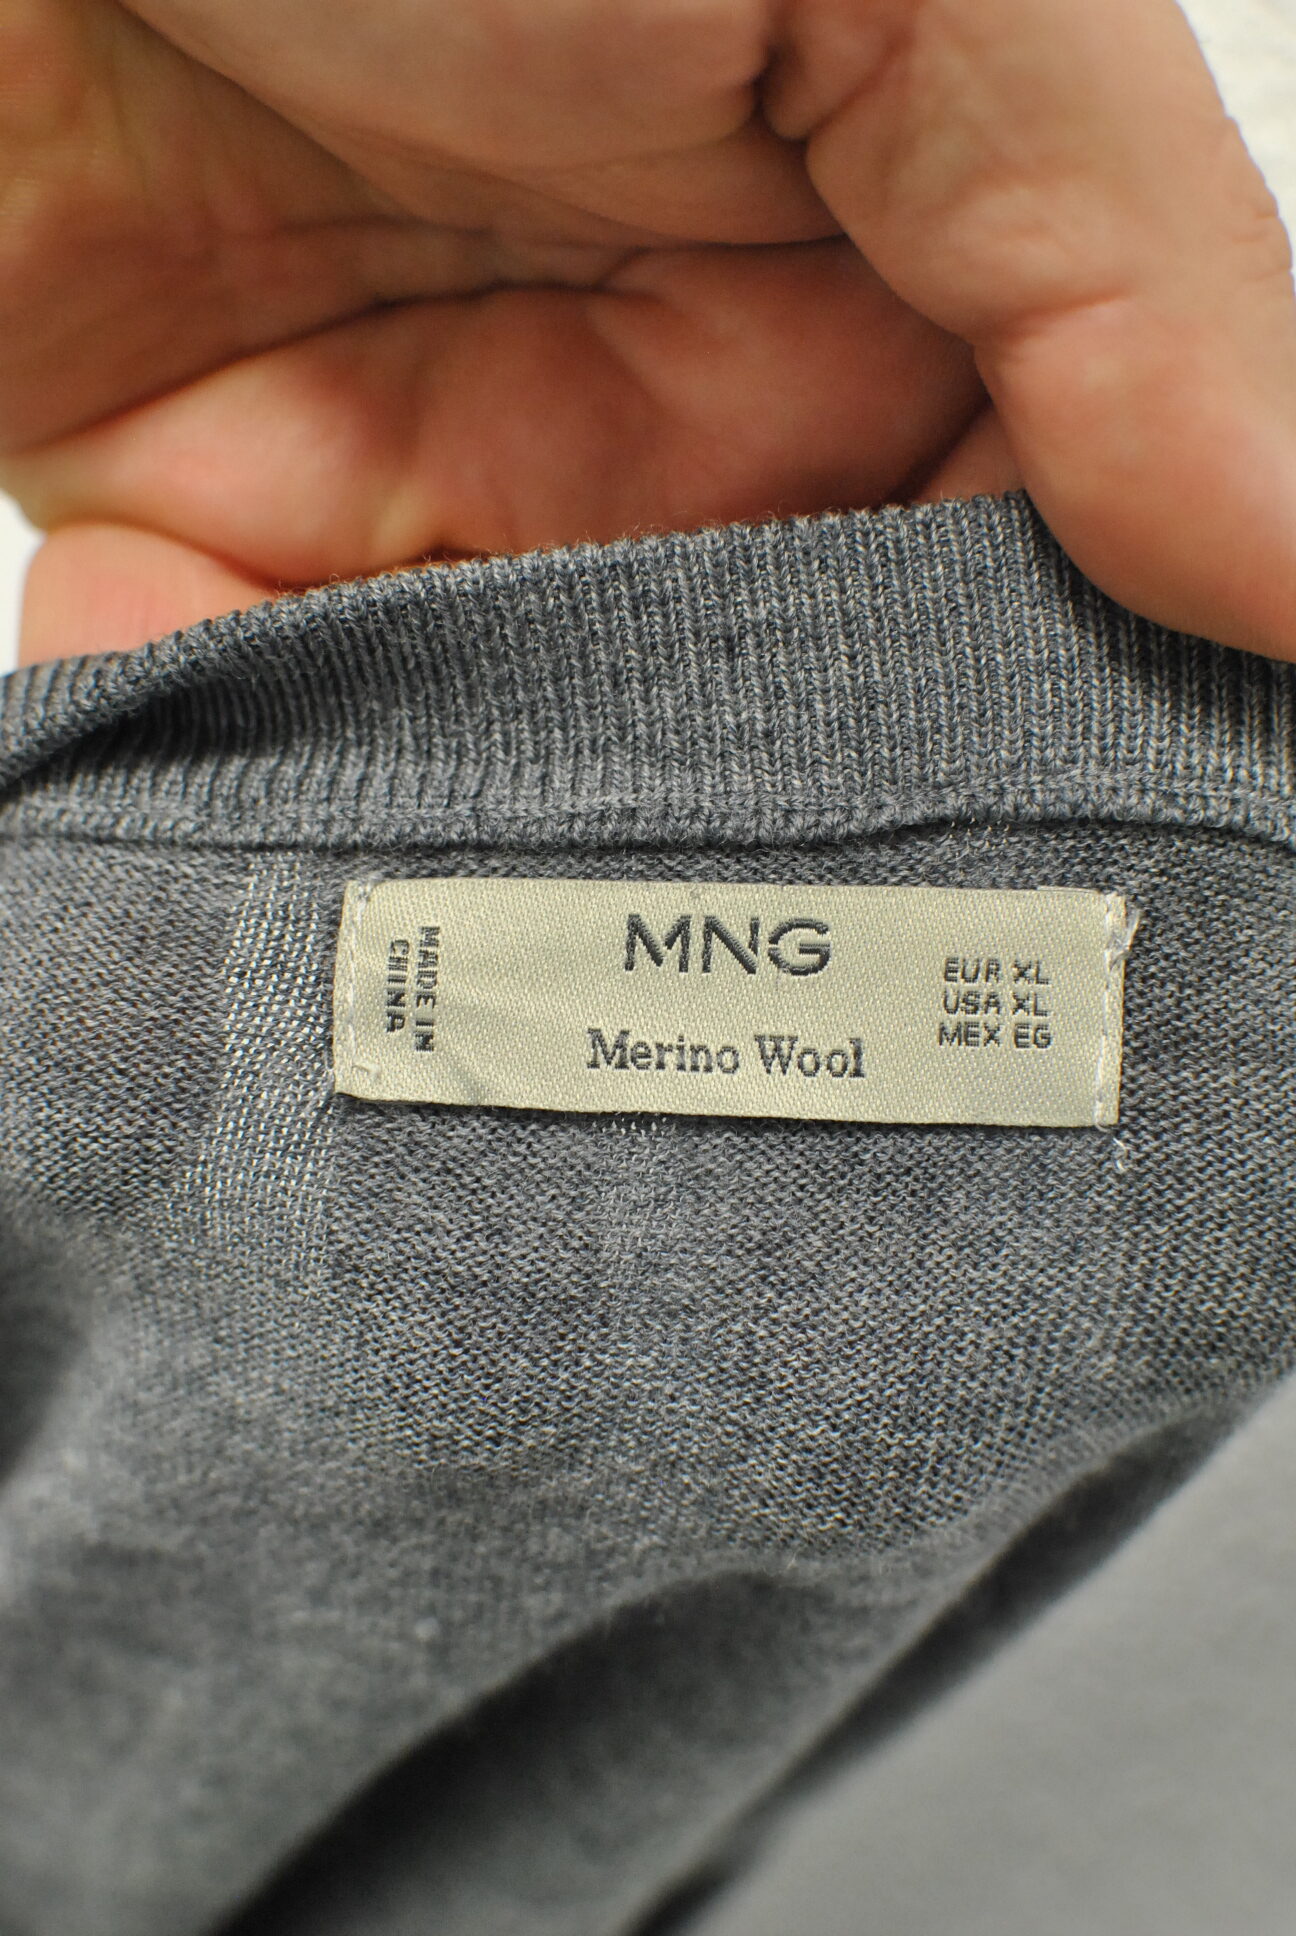 MADE IN
CHINA
MNG
Merino Wool
EUR XL
USA XL
MEX EG